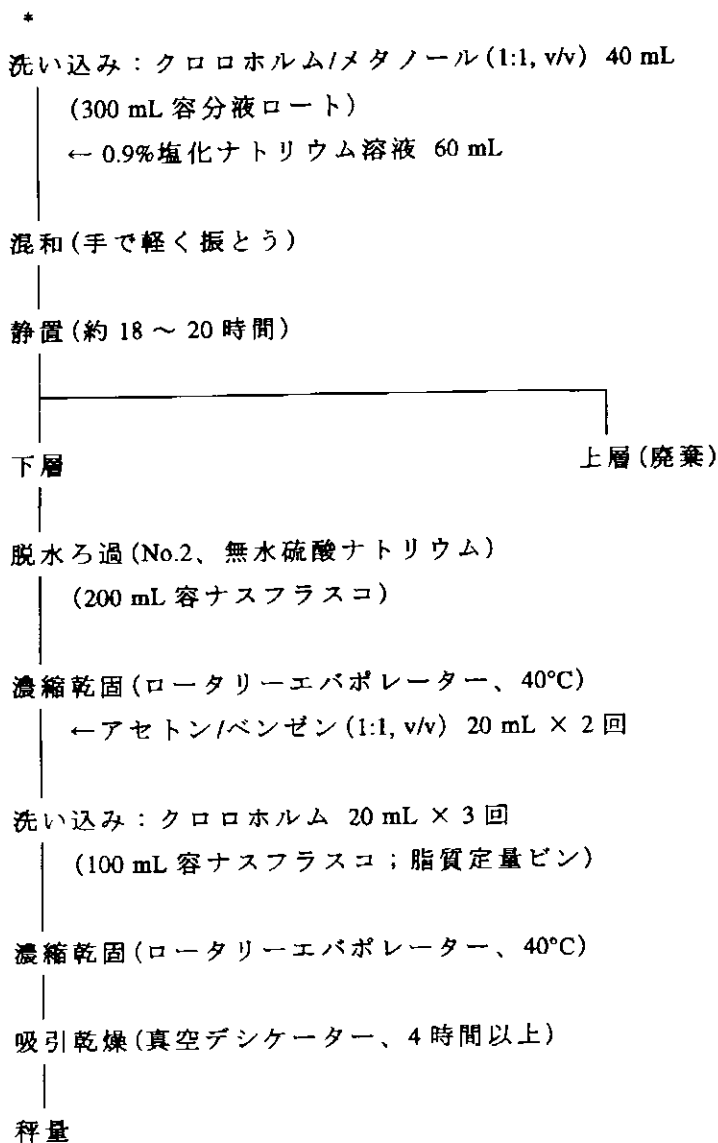 *
洗い込み：クロロホルム/メタノール(1:1, v/v) 40 mL
(300 mL 容分液ロート)
← 0.9%塩化ナトリウム溶液 60 mL
混和(手で軽く振とう)
静置(約 18 ～ 20 時間)
下層
上層(廃棄)
脱水ろ過(No.2、無水硫酸ナトリウム)
(200 mL 容ナスフラスコ)
濃縮乾固(ロータリーエバポレーター、40°C)
←アセトン/ベンゼン(1:1, v/v) 20 mL × 2 回
洗い込み：クロロホルム 20 mL × 3 回
(100 mL 容ナスフラスコ；脂質定量ビン)
濃縮乾固(ロータリーエバポレーター、40°C)
吸引乾燥(真空デシケーター、4 時間以上)
秤量